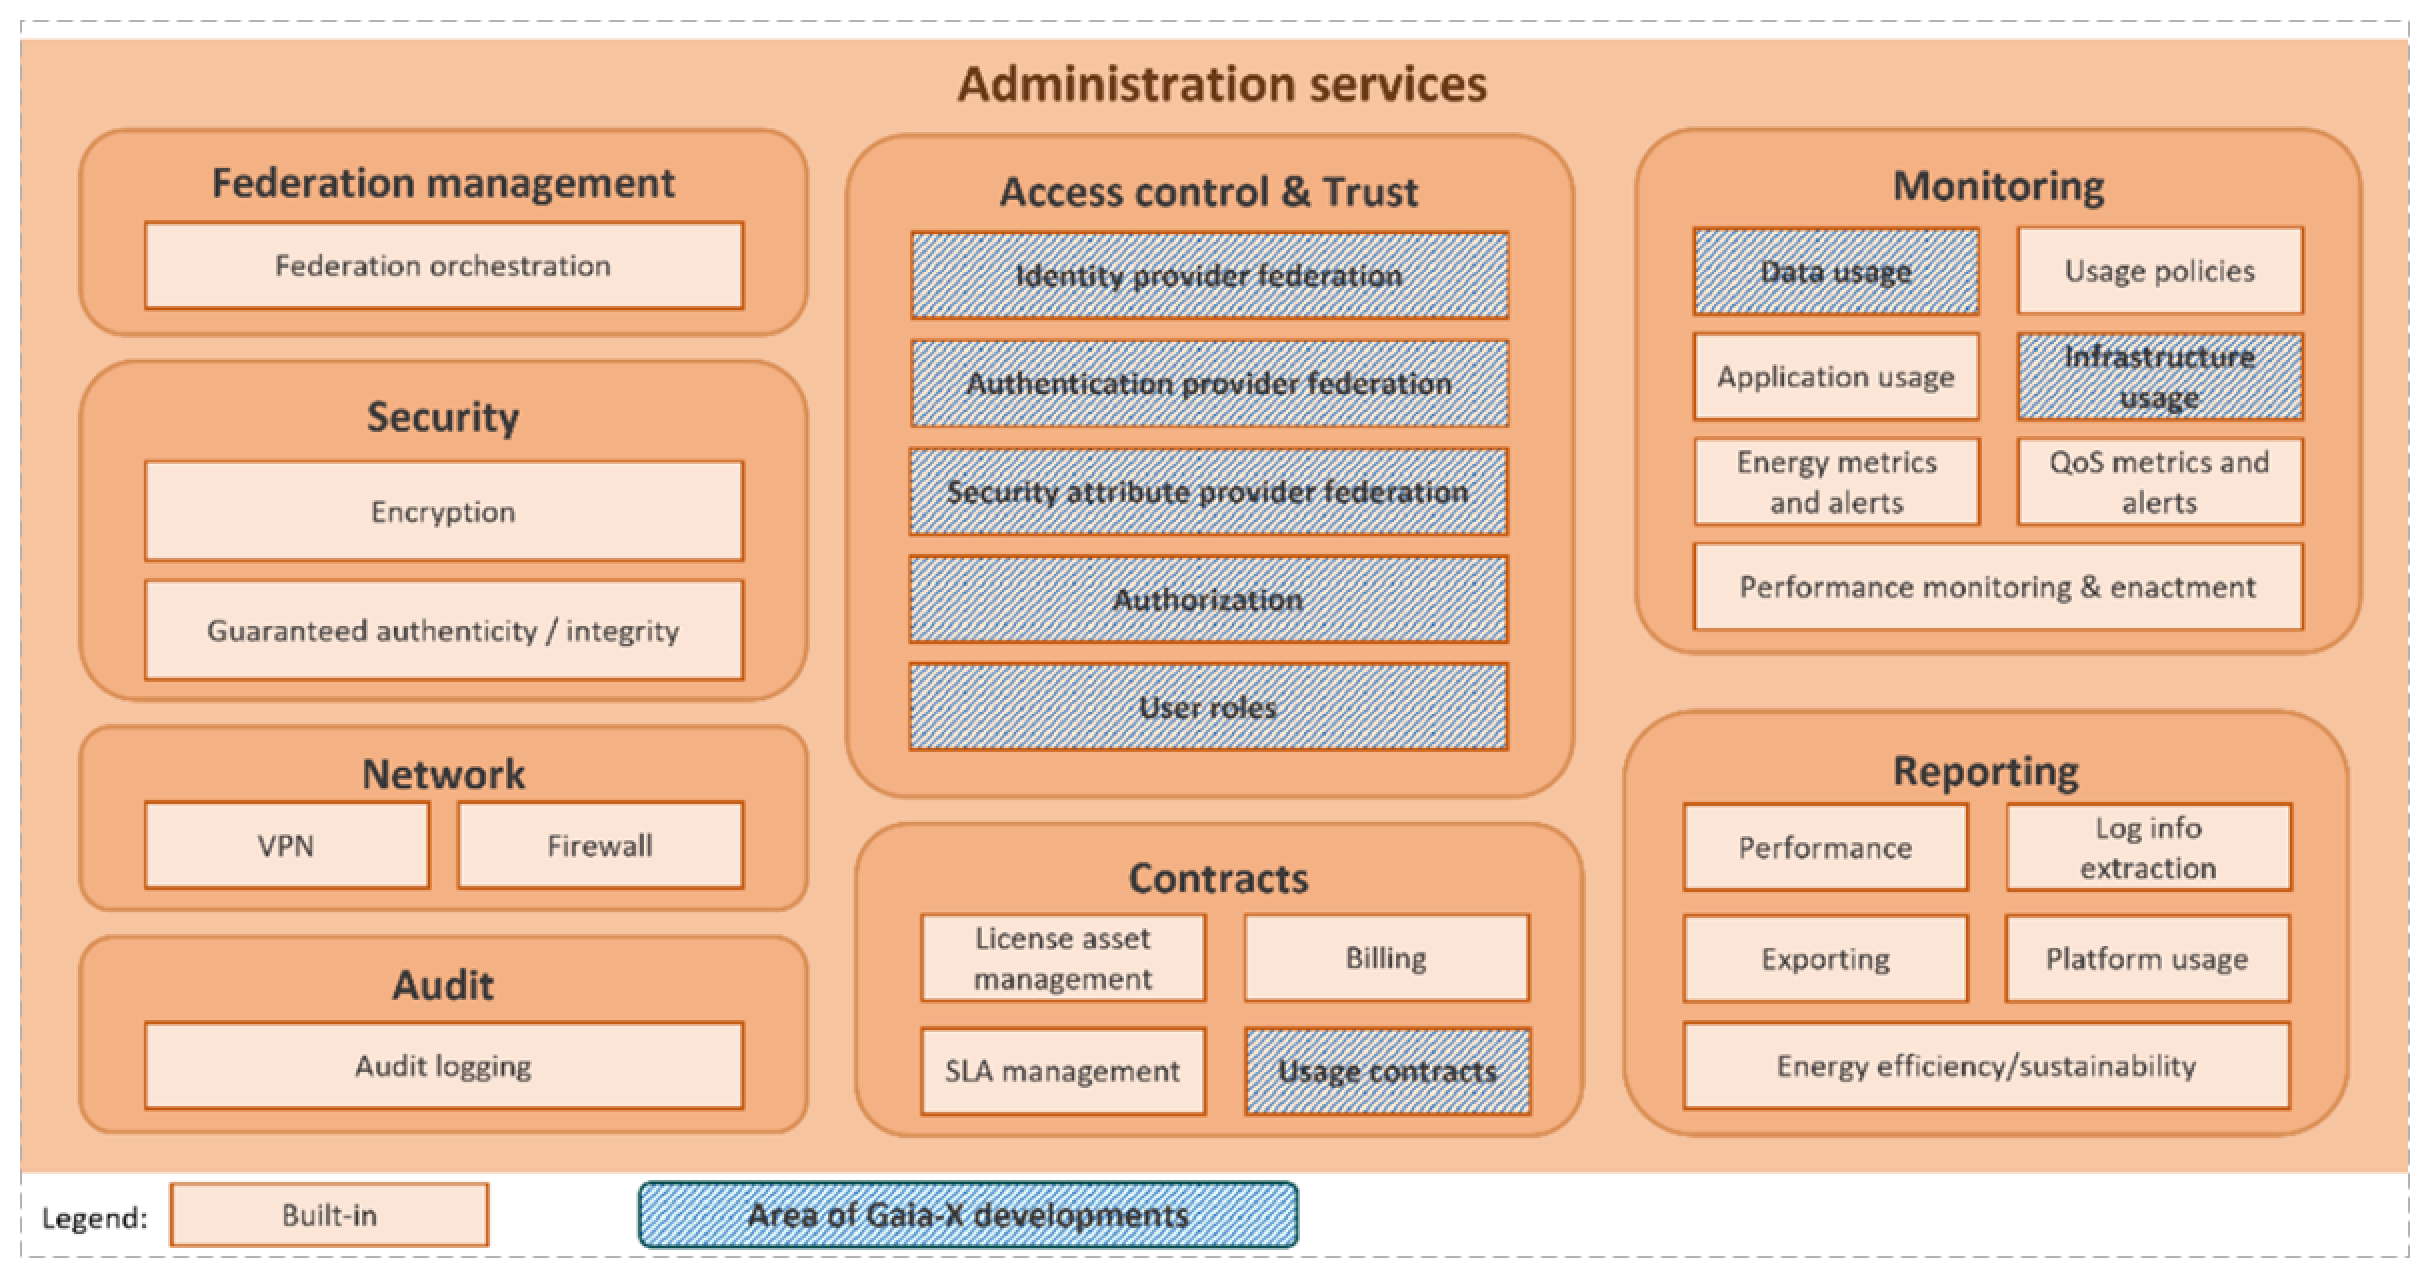 Administration services
Federation management
Federation orchestration
Security
Encryption
Guaranteed authenticity / integrity
Network
VPN
Firewall
Audit
Audit logging
Access control & Trust
Identity provider federation
Authentication provider federation
Security attribute provider federation
Authorization
User roles
Contracts
License asset
management
Billing
SLA management
Usage contracts
Monitoring
Data usage
Usage policies
Application usage
Infrastructure
usage
Energy metrics
and alerts
QoS metrics and
alerts
Performance monitoring & enactment
Reporting
Performance
Log info
extraction
Exporting
Platform usage
Energy efficiency/sustainability
Legend:
Built-in
Area of Gaia-X developments